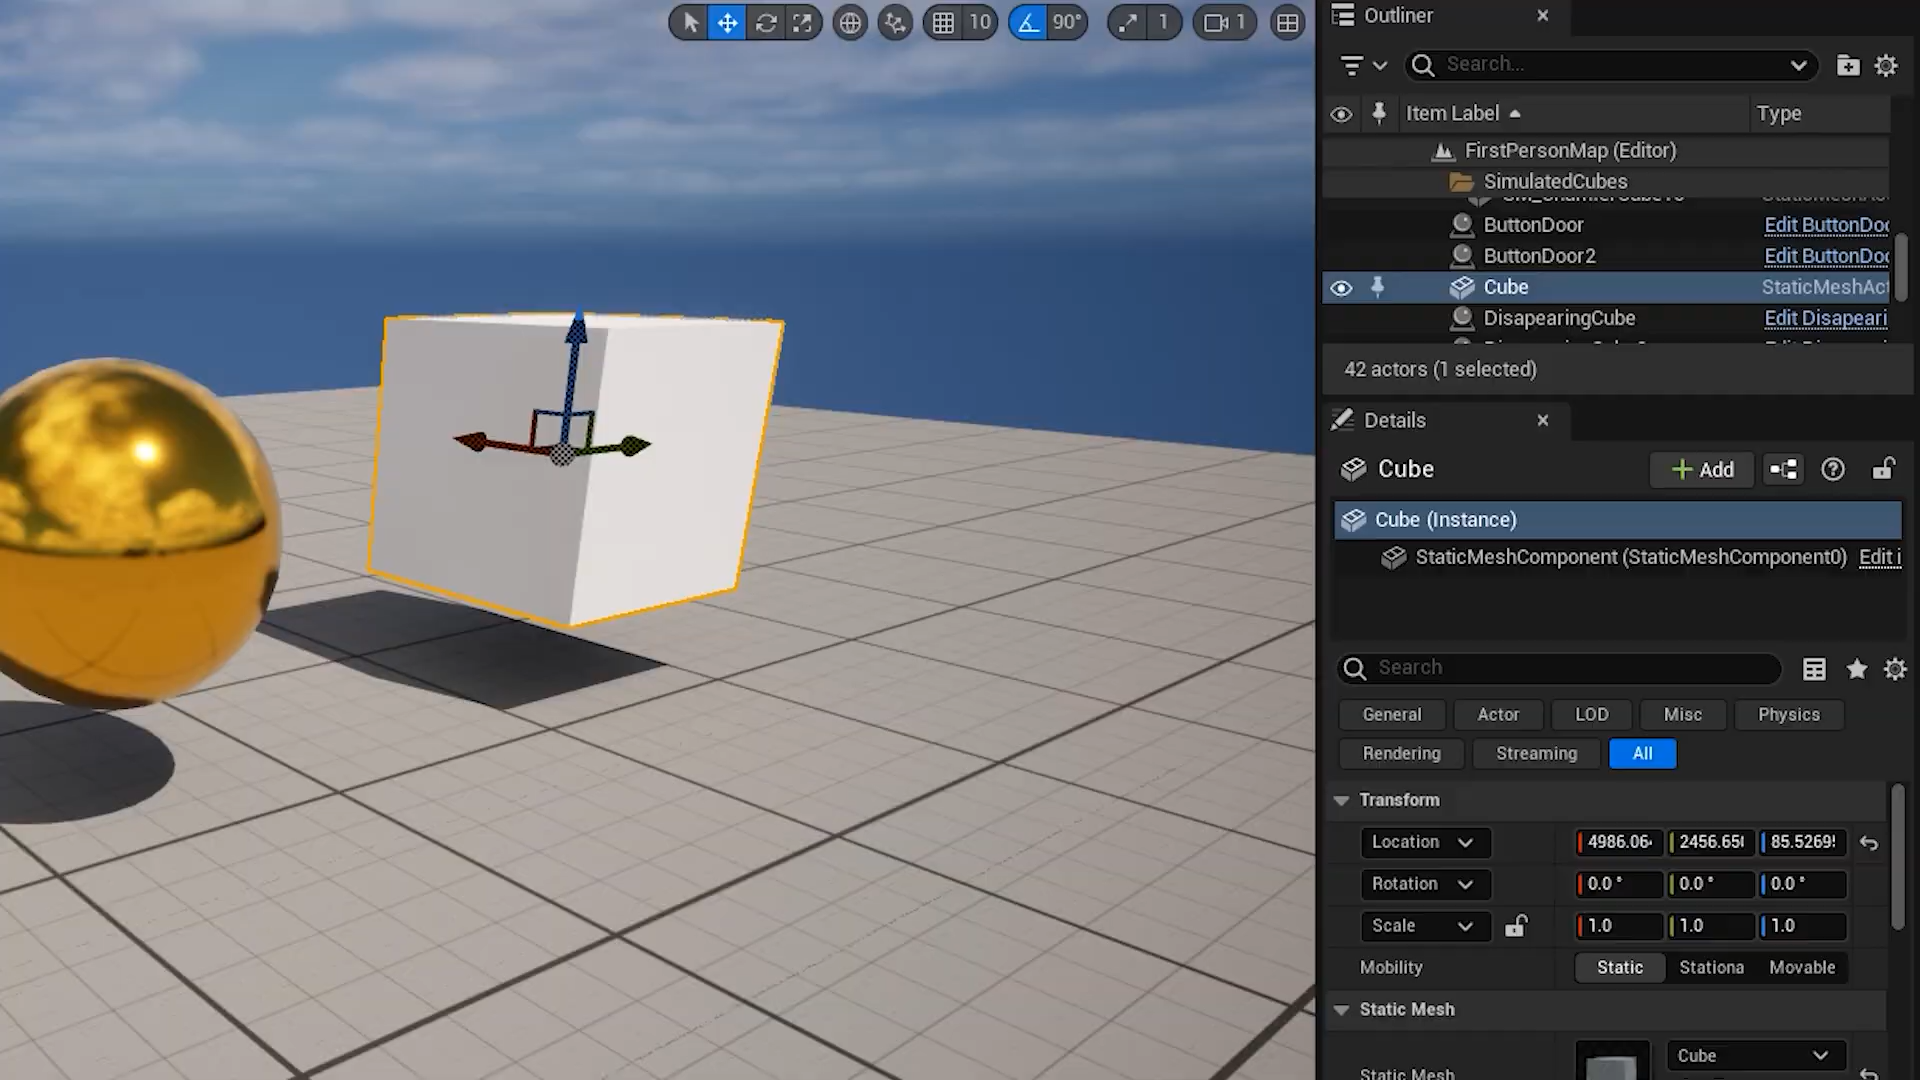 10
90°
1
1
Outliner
Search...
Item Label
Type
FirstPersonMap (Editor)
SimulatedCubes
ButtonDoor
Edit ButtonDoo
ButtonDoor2
Edit ButtonDoo
Cube
StaticMeshAct
DisapearingCube
Edit Disapeari
42 actors (1 selected)
Details
Cube
Add
Cube (Instance)
StaticMeshComponent (StaticMeshComponent0)
Edit i
Search
General
Actor
LOD
Misc
Physics
Rendering
Streaming
All
Transform
Location
4986.06
2456.65
85.5269
Rotation
0.0 °
0.0 °
0.0 °
Scale
1.0
1.0
1.0
Mobility
Static
Stationa
Movable
Static Mesh
Cube
Static Mesh